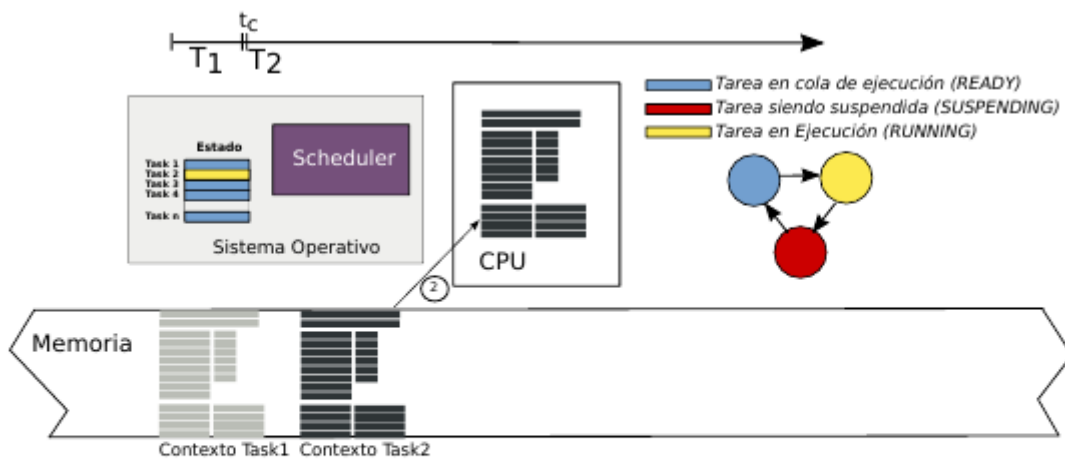 tc
T1
T2
Tarea en cola de ejecución (READY)
Tarea siendo suspendida (SUSPENDING)
Tarea en Ejecución (RUNNING)
Estado
Task 1
Task 2
Task 3
Task 4
Task n
Scheduler
Sistema Operativo
CPU
2
Memoria
Contexto Task1
Contexto Task2